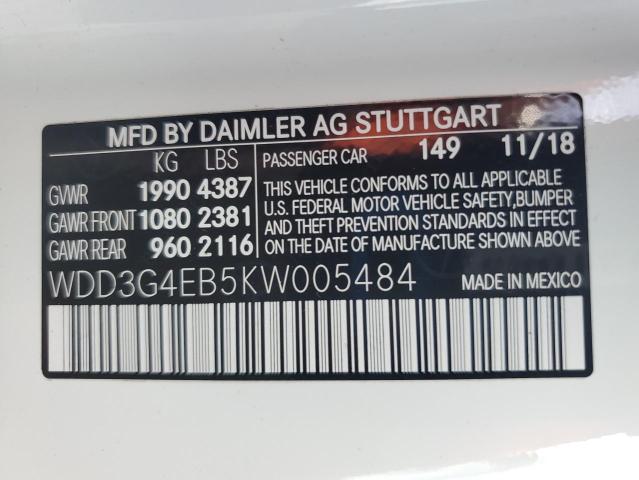 MFD BY DAIMLER AG STUTTGART
KG LBS
PASSENGER CAR 149 11/18
GVWR 1990 4387
GAWR FRONT 1080 2381
GAWR REAR 960 2116
THIS VEHICLE CONFORMS TO ALL APPLICABLE
U.S. FEDERAL MOTOR VEHICLE SAFETY,BUMPER
AND THEFT PREVENTION STANDARDS IN EFFECT
ON THE DATE OF MANUFACTURE SHOWN ABOVE.
WDD3G4EB5KW005484
MADE IN MEXICO